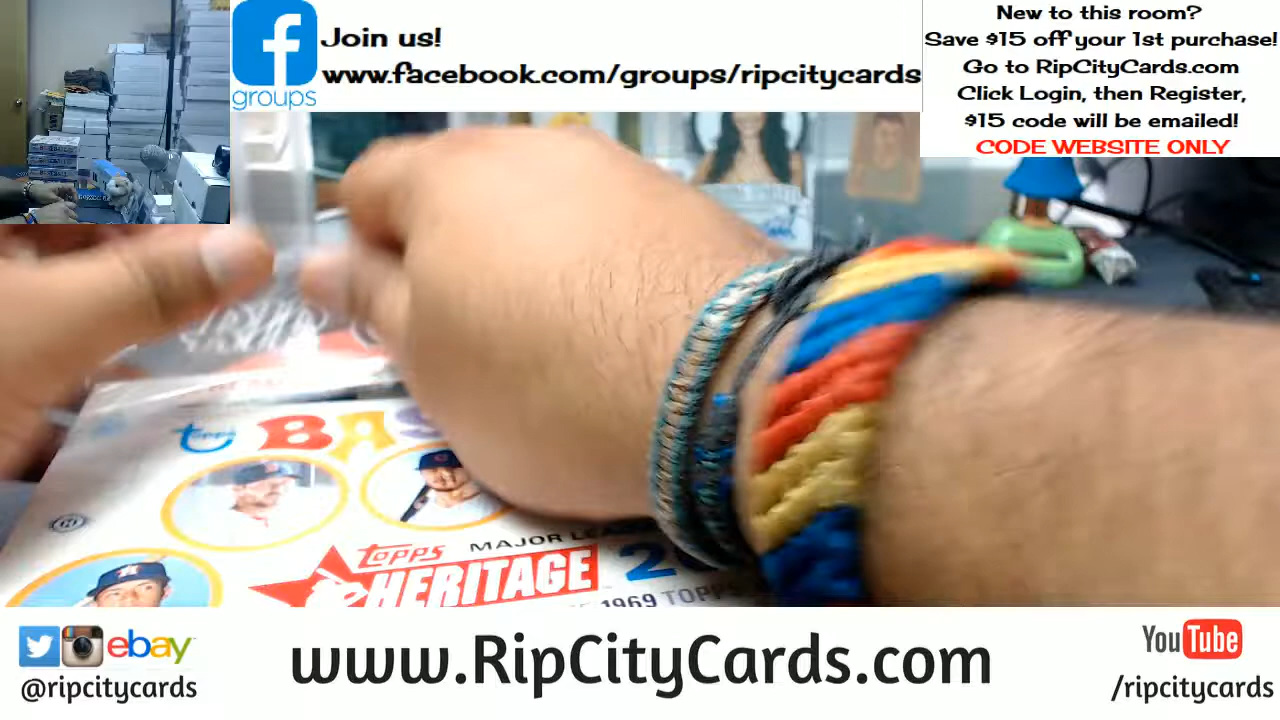 groups
Join us!
www.facebook.com/groups/ripcitycards
New to this room?
Save $15 off your 1st purchase!
Go to RipCityCards.com
Click Login, then Register,
$15 code will be emailed!
CODE WEBSITE ONLY
topps
BAS
topps MAJOR LEA
HERITAGE
1969 TOPPS
ebay
@ripcitycards
www.RipCityCards.com
YouTube
/ripcitycards